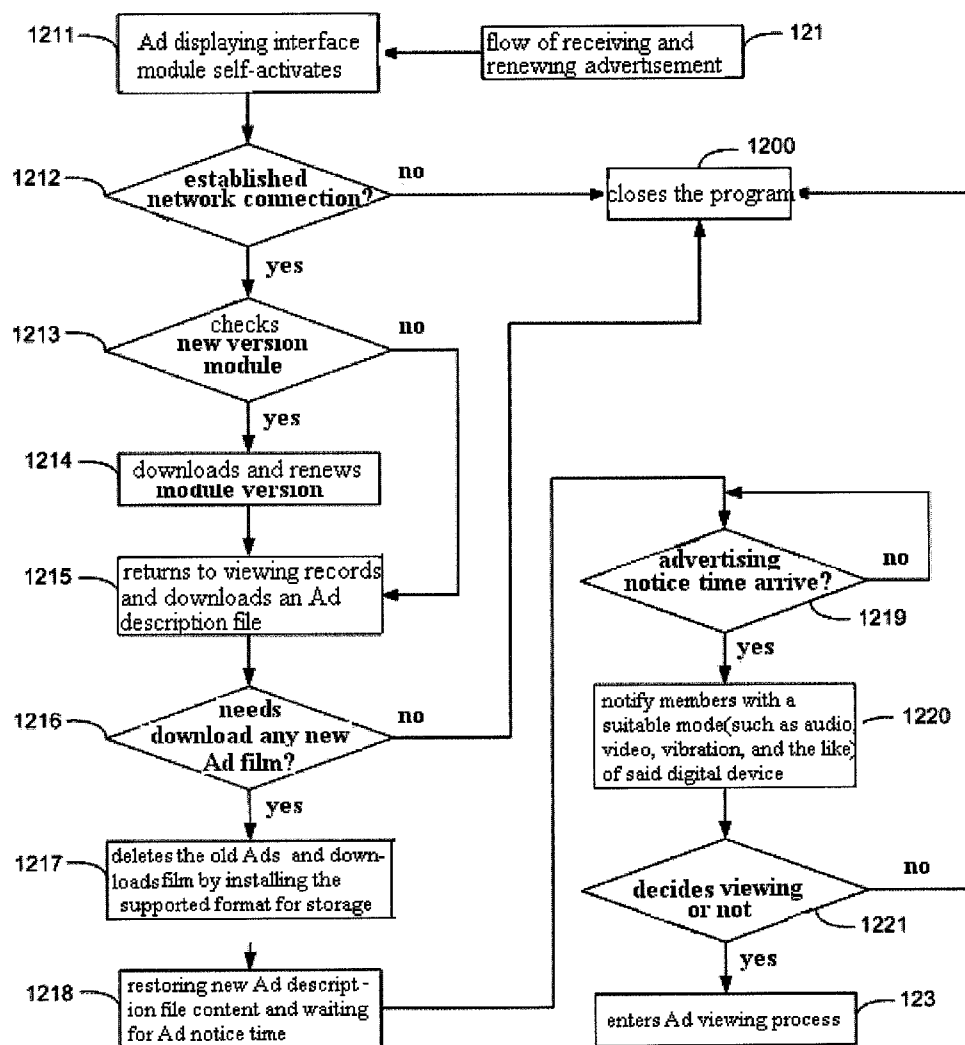 1211
Ad displaying interface
module self-activates
flow of receiving and
renewing advertisement
121
1212
established
network connection?
no
yes
1200
closes the program
1213
checks
new version
module
no
yes
1214
downloads and renews
module version
1215
returns to viewing records
and downloads an Ad
description file
1216
needs
download any new
Ad film?
no
yes
1217
deletes the old Ads and down-
loadsfilm by installing the
supported format for storage
1218
restoring new Ad descript-
ion file content and waiting
for Ad notice time
advertising
notice time arrive?
no
1219
yes
notify members with a
suitable mode(such as audio,
video, vibration, and the like)
of said digital device
1220
decides viewing
or not
no
1221
yes
enters Ad viewing process
123